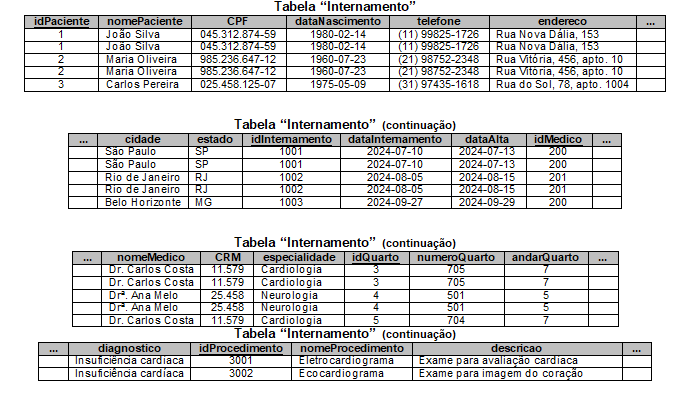 Tabela “Internamento”
idPaciente nomePaciente CPF dataNascimento telefone endereco ...
1 João Silva 045.312.874-59 1980-02-14 (11) 99825-1726 Rua Nova Dália, 153
1 João Silva 045.312.874-59 1980-02-14 (11) 99825-1726 Rua Nova Dália, 153
2 Maria Oliveira 985.236.647-12 1960-07-23 (21) 98752-2348 Rua Vitória, 456, apto. 10
2 Maria Oliveira 985.236.647-12 1960-07-23 (21) 98752-2348 Rua Vitória, 456, apto. 10
3 Carlos Pereira 025.458.125-07 1975-05-09 (31) 97435-1618 Rua do Sol, 78, apto. 1004
Tabela “Internamento” (continuação)
... cidade estado idInternamento dataInternamento dataAlta idMedico ...
São Paulo SP 1001 2024-07-10 2024-07-13 200
São Paulo SP 1001 2024-07-10 2024-07-13 200
Rio de Janeiro RJ 1002 2024-08-05 2024-08-15 201
Rio de Janeiro RJ 1002 2024-08-05 2024-08-15 201
Belo Horizonte MG 1003 2024-09-27 2024-09-29 200
Tabela “Internamento” (continuação)
... nomeMedico CRM especialidade idQuarto numeroQuarto andarQuarto ...
Dr. Carlos Costa 11.579 Cardiologia 3 705 7
Dr. Carlos Costa 11.579 Cardiologia 3 705 7
Drª. Ana Melo 25.458 Neurologia 4 501 5
Drª. Ana Melo 25.458 Neurologia 4 501 5
Dr. Carlos Costa 11.579 Cardiologia 5 704 7
Tabela “Internamento” (continuação)
... diagnostico idProcedimento nomeProcedimento descricao ...
Insuficiência cardíaca 3001 Eletrocardiograma Exame para avaliação cardiaca
Insuficiência cardíaca 3002 Ecocardiograma Exame para imagem do coração